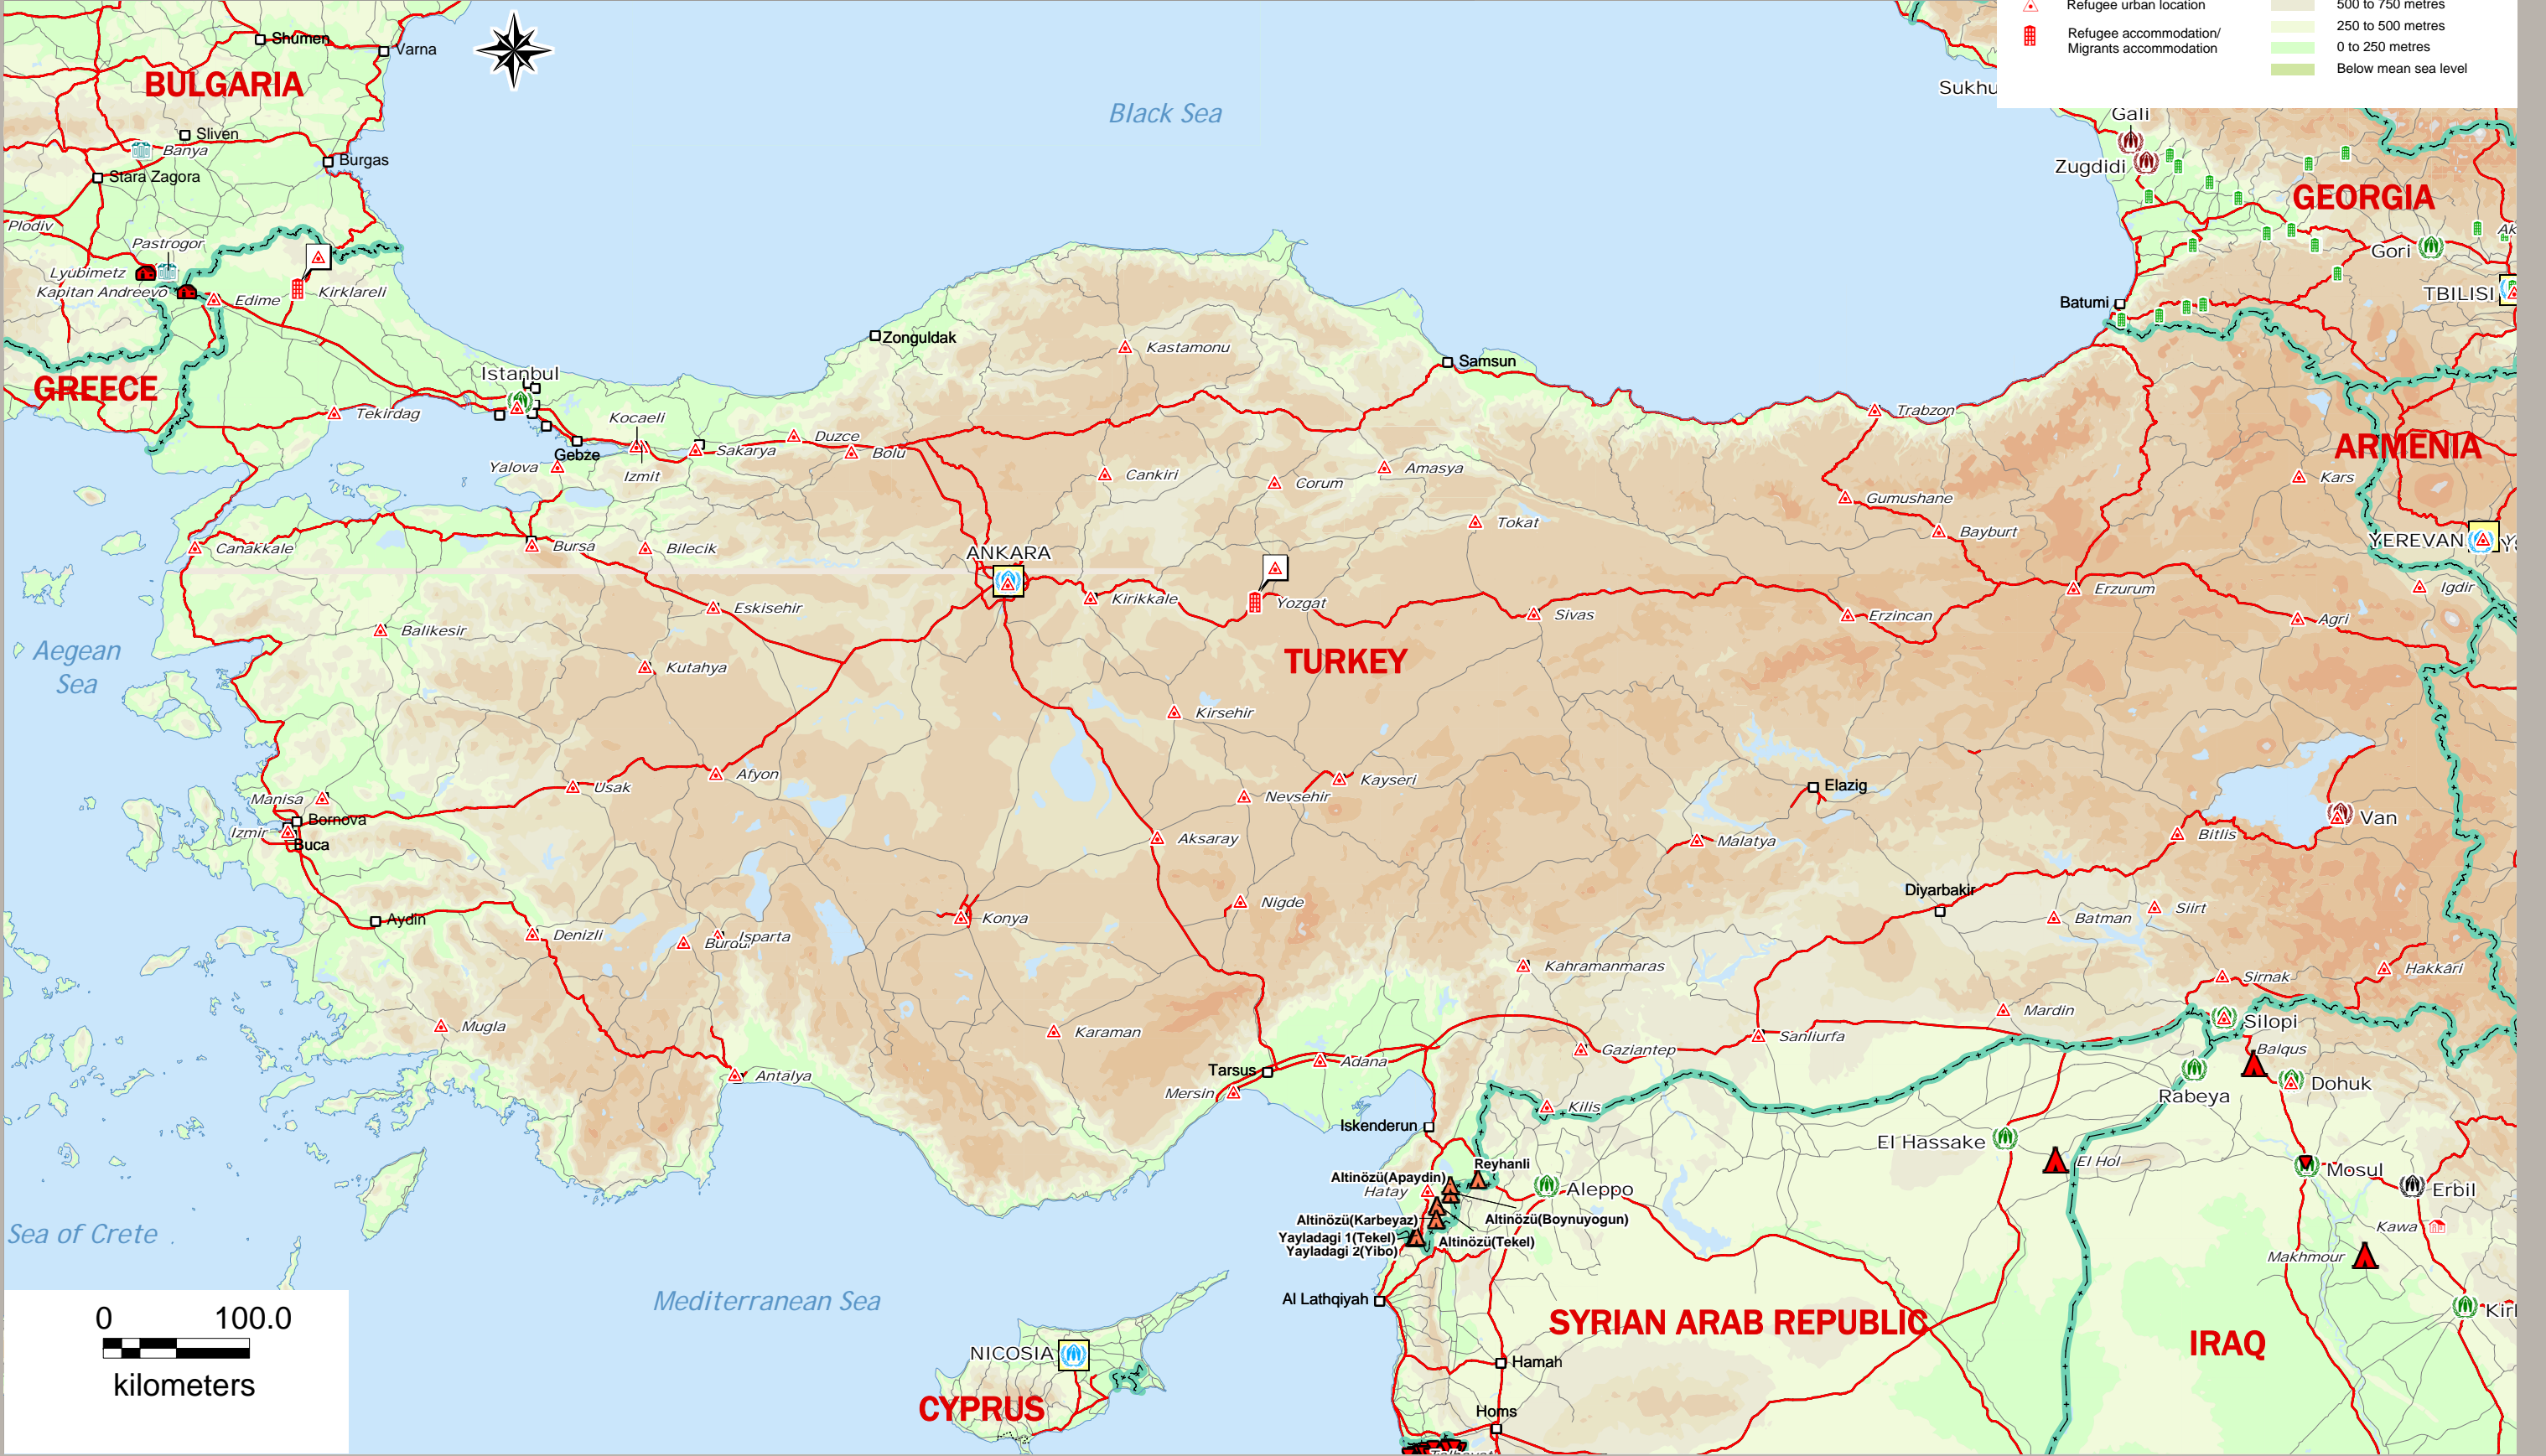 Refugee urban location
500 to 750 metres
Refugee accommodation/
Migrants accommodation
250 to 500 metres
0 to 250 metres
Below mean sea level
Shumen
Varna
BULGARIA
Black Sea
Sukhu
Gali
Sliven
Banya
Burgas
Zugdidi
Stara Zagora
GEORGIA
Plodiv
Pastrogor
Gori
Ak
Lyubimetz
Kapitan Andreevo
Edirne
Kirklareli
TBILISI
Batumi
Zonguldak
Kastamonu
Samsun
Istanbul
GREECE
Tekirdag
Kocaeli
Trabzon
Duzce
Sakarya
Bolu
ARMENIA
Gebze
Yalova
Izmit
Cankiri
Corum
Amasya
Kars
Gumushane
Tokat
Bayburt
Canakkale
Bursa
Bilecik
ANKARA
YEREVAN
Kirikkale
Yozgat
Erzurum
Igdir
Eskisehir
Sivas
Erzincan
Agri
Balikesir
Aegean
Sea
TURKEY
Kutahya
Kirsehir
Afyon
Kayseri
Usak
Nevsehir
Elazig
Manisa
Bornova
Izmir
Buca
Aksaray
Malatya
Bitlis
Van
Diyarbakir
Nigde
Aydin
Konya
Batman
Siirt
Denizli
Burdur
Isparta
Kahramanmaras
Sirnak
Hakkâri
Mugla
Karaman
Mardin
Silopi
Sanliurfa
Gaziantep
Balqus
Adana
Tarsus
Antalya
Mersin
Dohuk
Rabeya
Kilis
Iskenderun
El Hassake
El Hol
Reyhanli
Altinözü(Apaydin)
Hatay
Aleppo
Mosul
Erbil
Altinözü(Karbeyaz)
Altinözü(Boynuyogun)
Kawa
Sea of Crete
Yayladagi 1(Tekel)
Altinözü(Tekel)
Yayladagi 2(Yibo)
Makhmour
Mediterranean Sea
Al Lathqiyah
0 100.0
kilometers
SYRIAN ARAB REPUBLIC
Kirl
IRAQ
NICOSIA
Hamah
CYPRUS
Homs